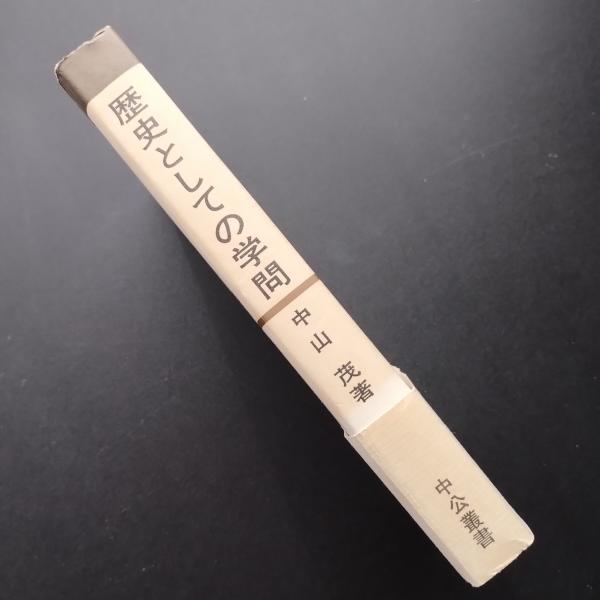 歴史としての学問
中山 茂著
中公叢書